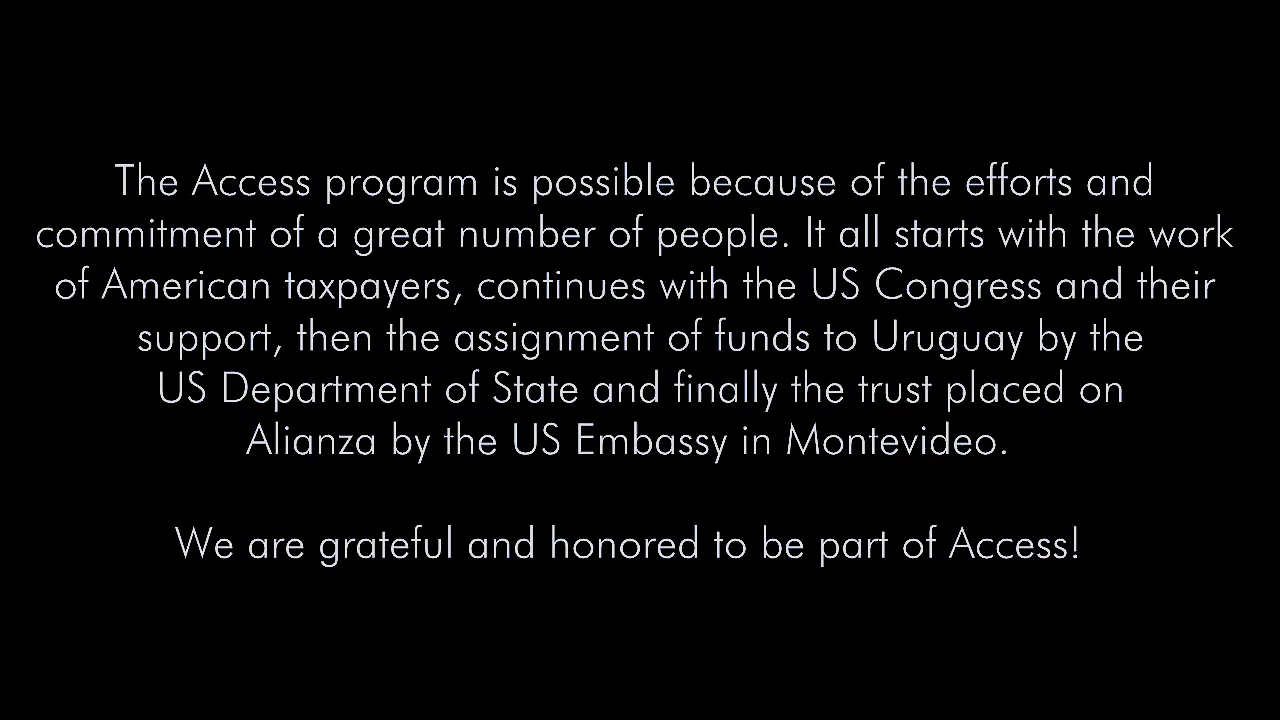 The Access program is possible because of the efforts and
commitment of a great number of people. It all starts with the work
of American taxpayers, continues with the US Congress and their
support, then the assignment of funds to Uruguay by the
US Department of State and finally the trust placed on
Alianza by the US Embassy in Montevideo.
We are grateful and honored to be part of Access!